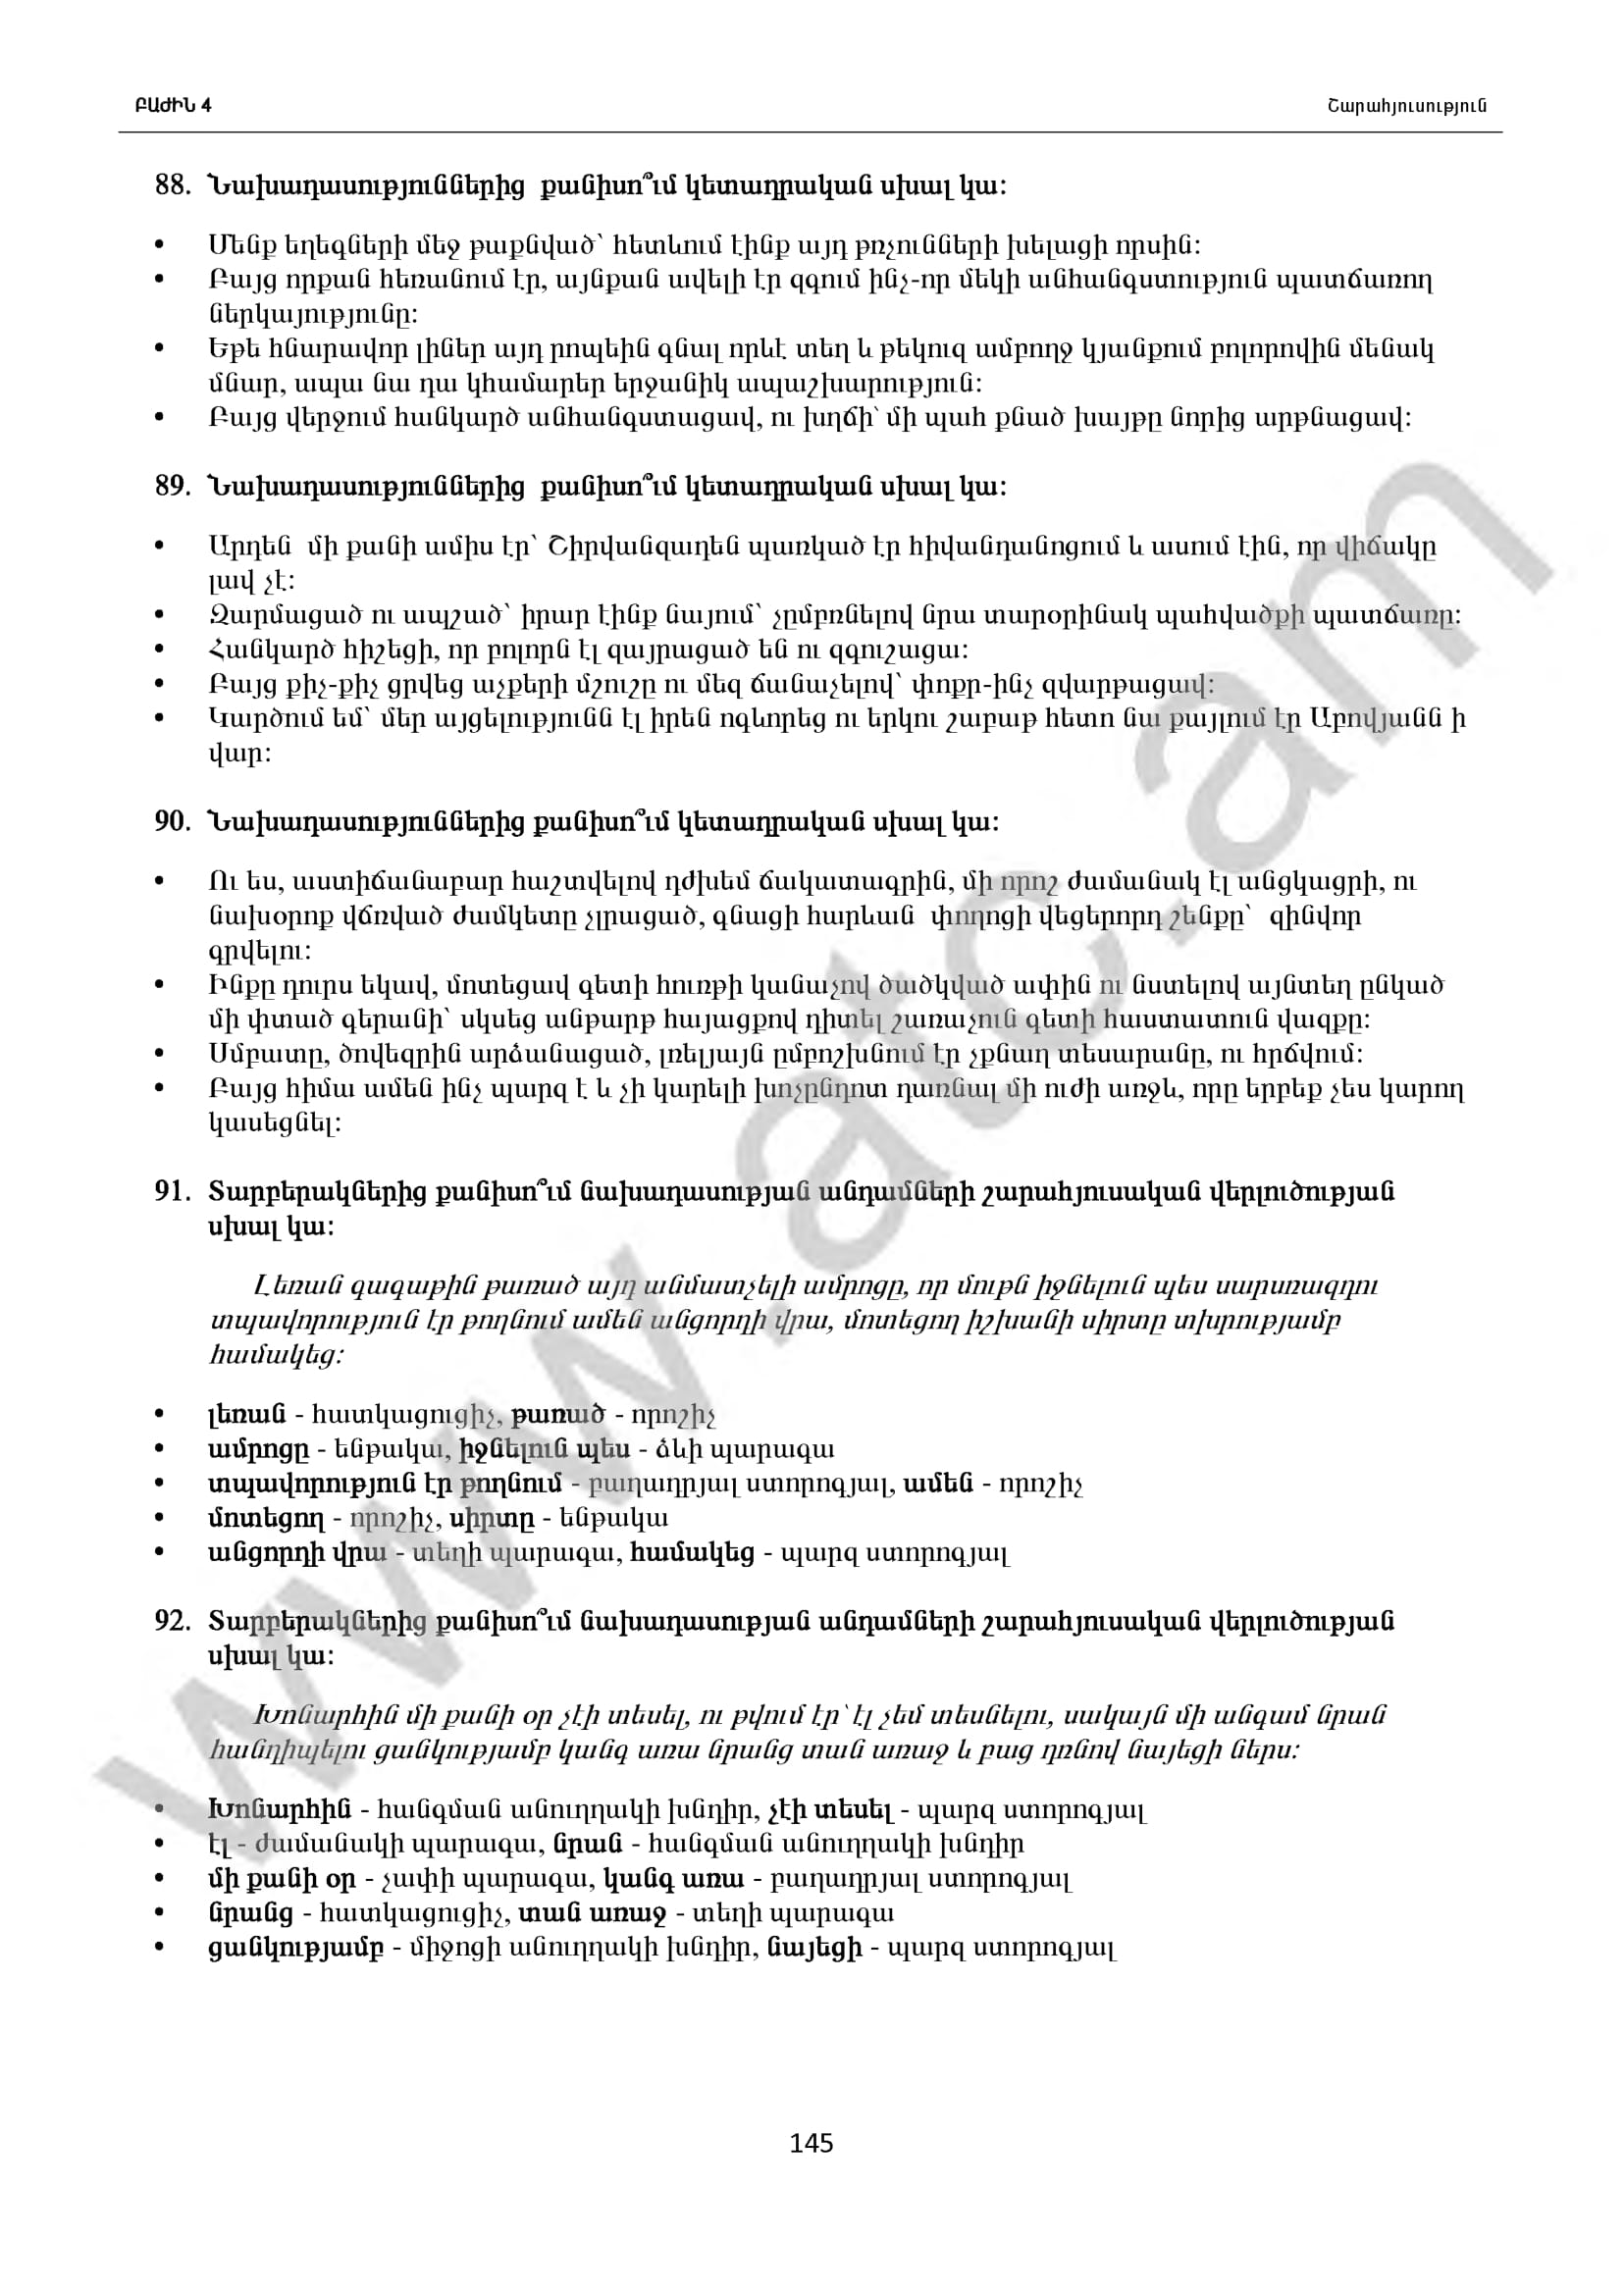 ԲԱԺԻՆ 4 Շարահյուսություն
88. Նախադասություններից քանիսո՞ւմ կետադրական սխալ կա:
• Մենք եղեգների մեջ թաքնված՝ հետևում էինք այդ թռչունների խելացի որսին:
• Բայց որքան հեռանում էր, այնքան ավելի էր զգում ինչ-որ մեկի անհանգստություն պատճառող
ներկայությունը:
• Եթե հնարավոր լիներ այդ րոպեին գնալ որևէ տեղ և թեկուզ ամբողջ կյանքում բոլորովին մենակ
մնար, ապա նա դա կհամարեր երջանիկ ապաշխարություն:
• Բայց վերջում հանկարծ անհանգստացավ, ու խղճի՝ մի պահ քնած խայթը նորից արթնացավ:
89. Նախադասություններից քանիսո՞ւմ կետադրական սխալ կա:
• Արդեն մի քանի ամիս էր՝ Շիրվանզադեն պառկած էր հիվանդանոցում և ասում էին, որ վիճակը
լավ չէ:
• Զարմացած ու ապշած՝ իրար էինք նայում՝ չըմբռնելով նրա տարօրինակ պահվածքի պատճառը:
• Հանկարծ հիշեցի, որ բոլորն էլ զայրացած են ու զգուշացա:
• Բայց քիչ-քիչ ցրվեց աչքերի մշուշը ու մեզ ճանաչելով՝ փոքր-ինչ զվարթացավ:
• Կարծում եմ՝ մեր այցելությունն էլ իրեն ոգևորեց ու երկու շաբաթ հետո նա քայլում էր Աբովյանն ի
վար:
90. Նախադասություններից քանիսո՞ւմ կետադրական սխալ կա:
• Ու ես, աստիճանաբար հաշտվելով դժխեմ ճակատագրին, մի որոշ ժամանակ էլ անցկացրի, ու
նախօրոք վճռված ժամկետը չլրացած, գնացի հարևան փողոցի վեցերորդ շենքը՝ զինվոր
գրվելու:
• Ինքը դուրս եկավ, մոտեցավ գետի հուռթի կանաչով ծածկված ափին ու նստելով այնտեղ ընկած
մի փտած գերանի՝ սկսեց անթարթ հայացքով դիտել շառաչուն գետի հաստատուն վազքը:
• Սմբատը, ծովեզրին արձանացած, լռելյայն ըմբոշխնում էր չքնաղ տեսարանը, ու հրճվում:
• Բայց հիմա ամեն ինչ պարզ է և չի կարելի խոչընդոտ դառնալ մի ուժի առջև, որը երբեք չես կարող
կասեցնել:
91. Տարբերակներից քանիսո՞ւմ նախադասության անդամների շարահյուսական վերլուծության
սխալ կա:
Լեռան գագաթին թառած այդ անմատչելի ամրոցը, որ մութն իջնելուն պես սարսռազդու
տպավորություն էր թողնում ամեն անցորդի վրա, մոտեցող իշխանի սիրտը տխրությամբ
համակեց:
• լեռան - հատկացուցիչ, թառած - որոշիչ
• ամրոցը - ենթակա, իջնելուն պես - ձևի պարագա
• տպավորություն էր թողնում - բաղադրյալ ստորոգյալ, ամեն - որոշիչ
• մոտեցող - որոշիչ, սիրտը - ենթակա
• անցորդի վրա - տեղի պարագա, համակեց - պարզ ստորոգյալ
92. Տարբերակներից քանիսո՞ւմ նախադասության անդամների շարահյուսական վերլուծության
սխալ կա:
Խոնարհին մի քանի օր չէի տեսել, ու թվում էր՝ էլ չեմ տեսնելու, սակայն մի անգամ նրան
հանդիպելու ցանկությամբ կանգ առա նրանց տան առաջ և բաց դռնով նայեցի ներս:
• Խոնարհին - հանգման անուղղակի խնդիր, չէի տեսել - պարզ ստորոգյալ
• էլ - ժամանակի պարագա, նրան - հանգման անուղղակի խնդիր
• մի քանի օր - չափի պարագա, կանգ առա - բաղադրյալ ստորոգյալ
• նրանց - հատկացուցիչ, տան առաջ - տեղի պարագա
• ցանկությամբ - միջոցի անուղղակի խնդիր, նայեցի - պարզ ստորոգյալ
145
www.atc.am